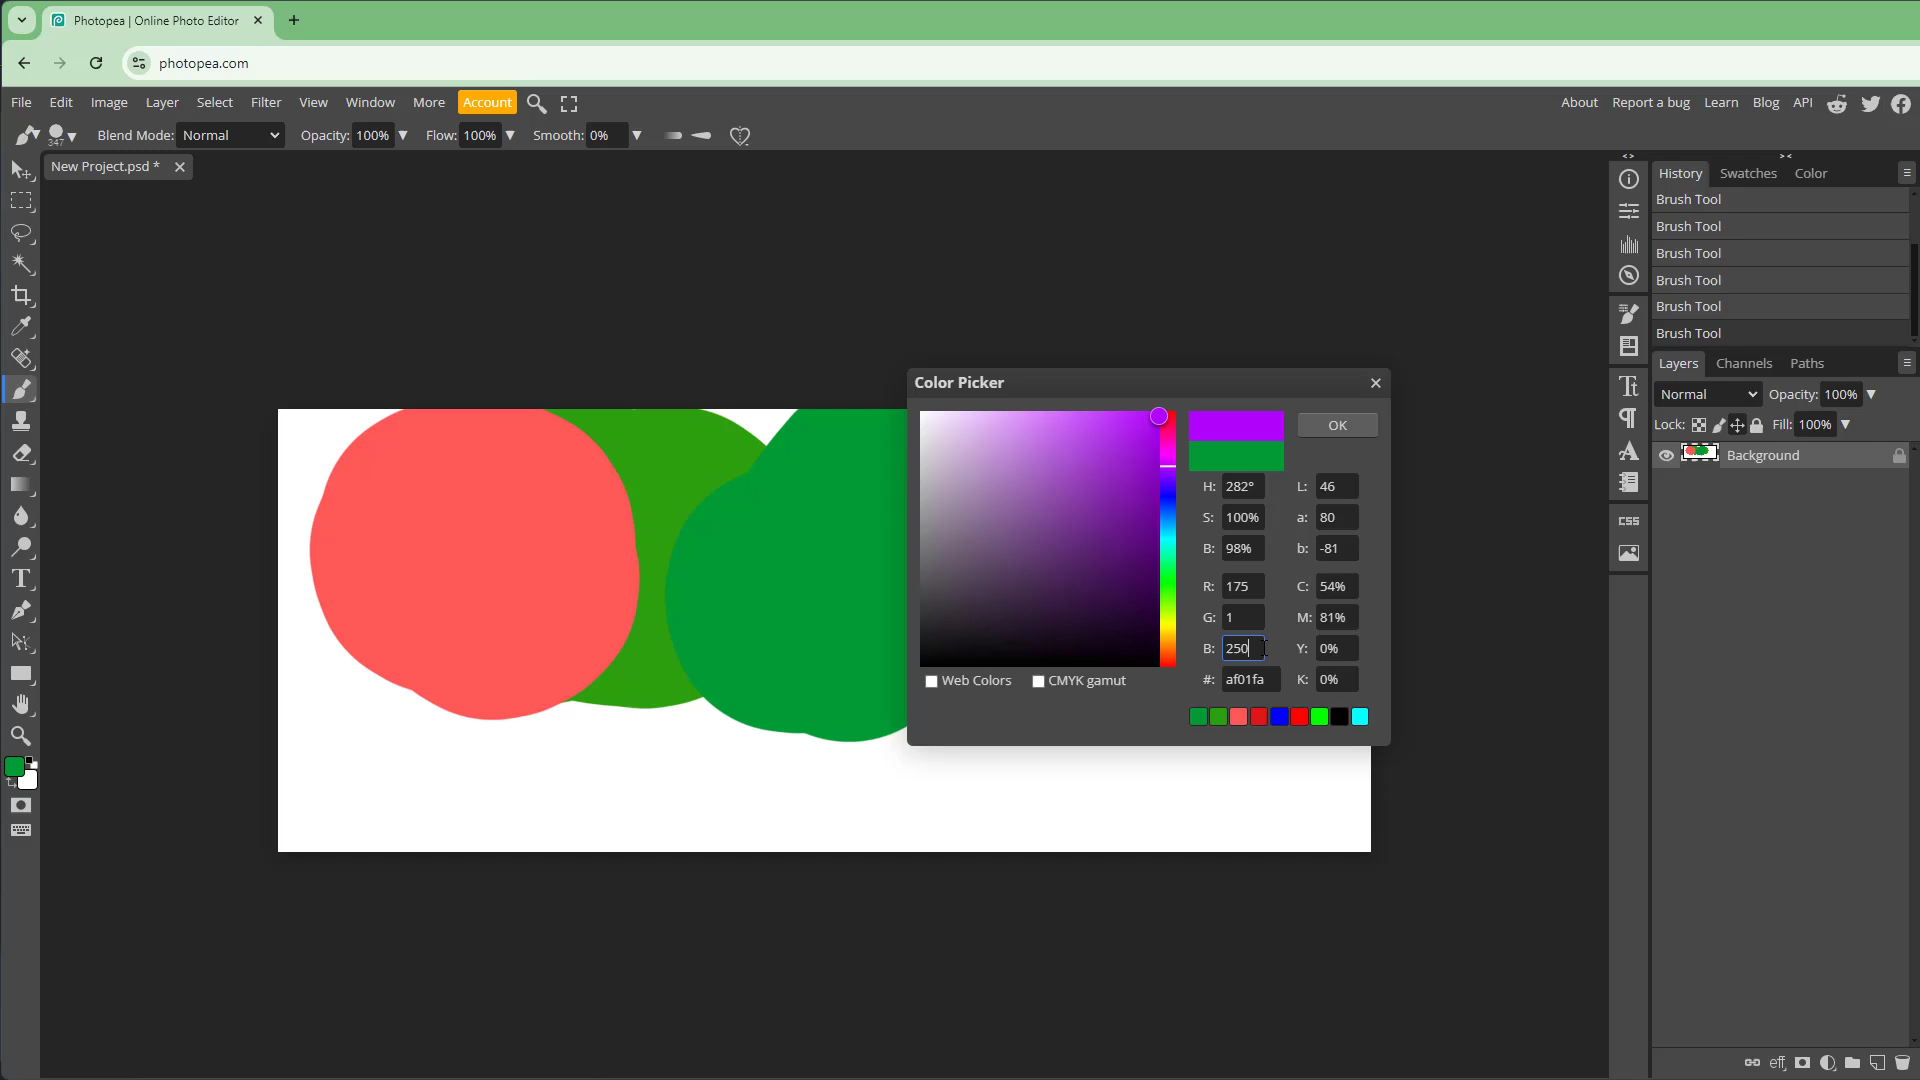 Photopea | Online Photo Editor
photopea.com
File Edit Image Layer Select Filter View Window More Account About Report a bug Learn Blog API
347 Blend Mode: Normal Opacity: 100% Flow: 100% Smooth: 0%
New Project.psd *
History Swatches Color
Brush Tool
Brush Tool
Brush Tool
Brush Tool
Brush Tool
Brush Tool
Layers Channels Paths
Normal Opacity: 100%
Lock: Fill: 100%
Background
CSS
eff
Color Picker
OK
H: 282° L: 46
S: 100% a: 80
B: 98% b: -81
R: 175 C: 54%
G: 1 M: 81%
B: 250 Y: 0%
#: af01fa K: 0%
Web Colors CMYK gamut